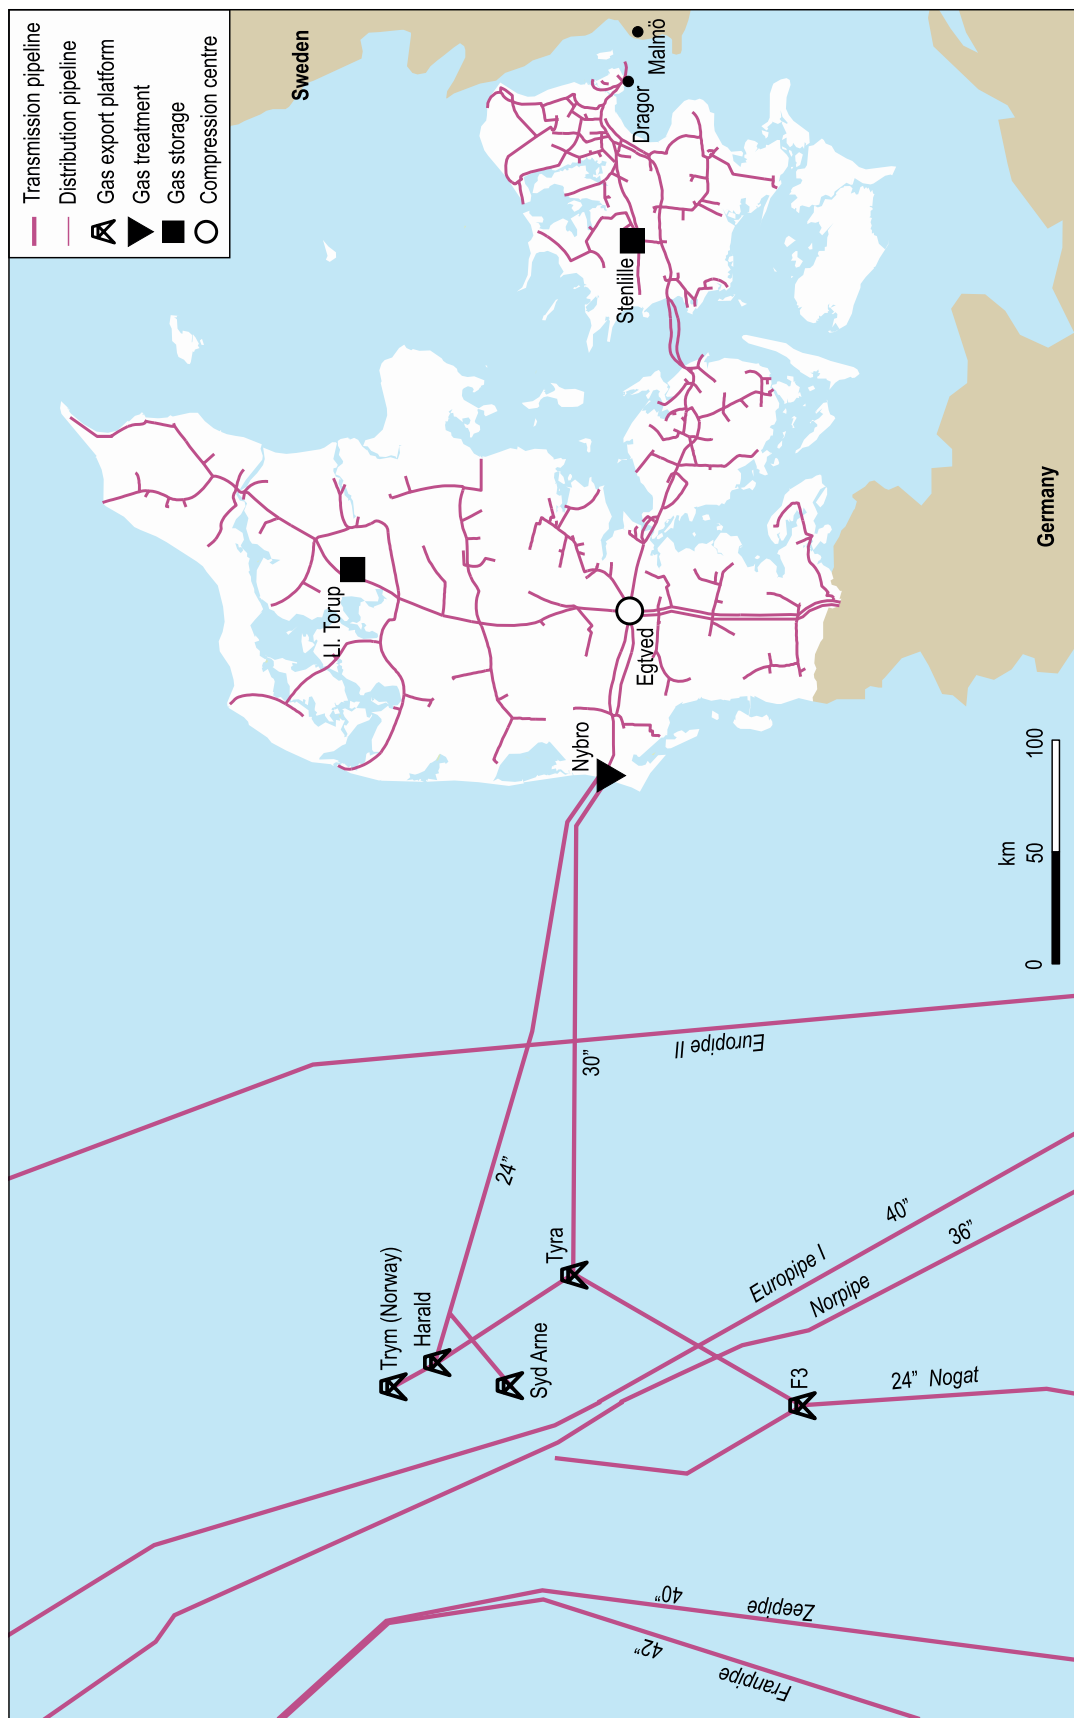 Transmission pipeline
Distribution pipeline
Gas export platform
Gas treatment
Gas storage
Compression centre
Sweden
Malmö
Dragor
Stenlille
Ll. Torup
Egtved
Nybro
Germany
km
0 50 100
Europipe II
30”
24”
Tyra
Trym (Norway)
Harald
Syd Arne
Europipe I
40”
Norpipe
36”
F3
24” Nogat
40”
Zeepipe
42”
Franpipe